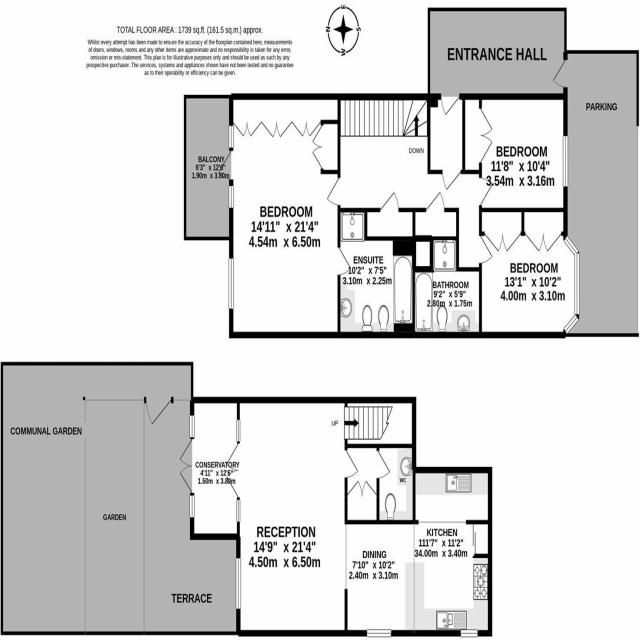 TOTAL FLOOR AREA : 1739 sq.ft. (161.5 sq.m.) approx.
Whilst every attempt has been made to ensure the accuracy of the floorplan contained here, measurements
of doors, windows, rooms and any other items are approximate and no responsibility is taken for any error,
omission or mis-statement. This plan is for illustrative purposes only and should be used as such by any
prospective purchaser. The services, systems and appliances shown have not been tested and no guarantee
as to their operability or efficiency can be given.
N
E
S
W
ENTRANCE HALL
PARKING
BALCONY
6'3" x 12'6"
1.90m x 3.80m
DOWN
BEDROOM
11'8" x 10'4"
3.54m x 3.16m
BEDROOM
14'11" x 21'4"
4.54m x 6.50m
ENSUITE
10'2" x 7'5"
3.10m x 2.25m
BATHROOM
9'2" x 5'9"
2.80m x 1.75m
BEDROOM
13'1" x 10'2"
4.00m x 3.10m
COMMUNAL GARDEN
GARDEN
TERRACE
CONSERVATORY
4'11" x 12'6"
1.50m x 3.80m
UP
WC
RECEPTION
14'9" x 21'4"
4.50m x 6.50m
DINING
7'10" x 10'2"
2.40m x 3.10m
KITCHEN
111'7" x 11'2"
34.00m x 3.40m